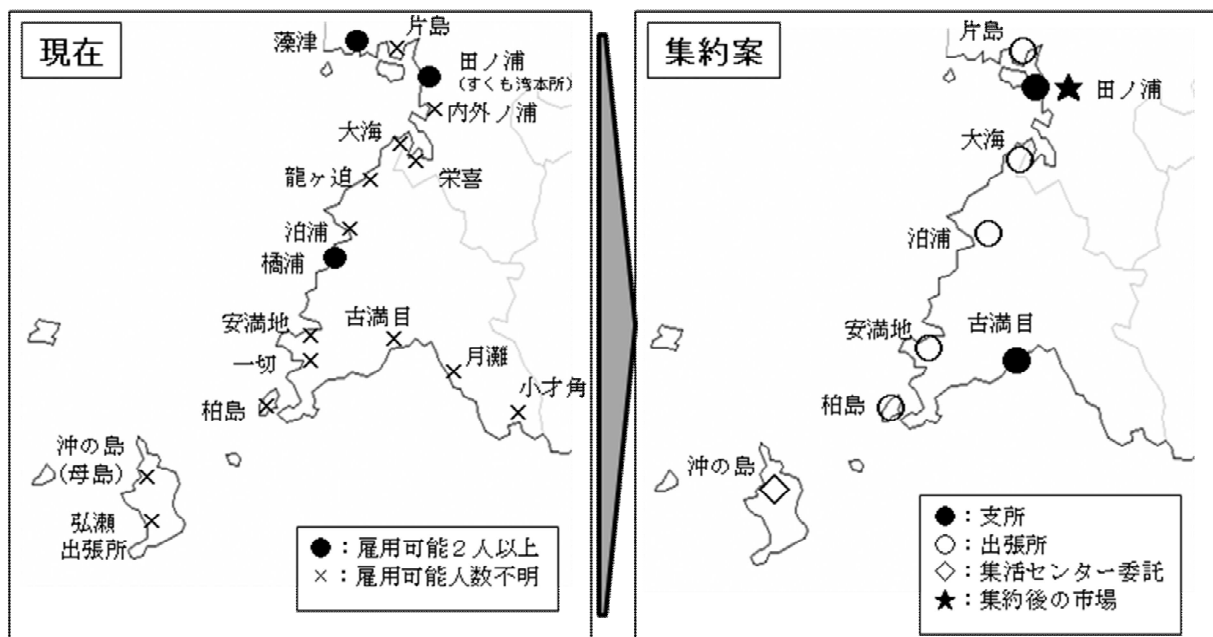 現在
藻津
片島
田ノ浦
(すくも湾本所)
内外ノ浦
大海
栄喜
龍ヶ迫
泊浦
橘浦
安満地
古満目
一切
月灘
小才角
柏島
沖の島
(母島)
弘瀬
出張所
●：雇用可能２人以上
×：雇用可能人数不明
集約案
片島
田ノ浦
大海
泊浦
安満地
古満目
柏島
沖の島
●：支所
○：出張所
◇：集活センター委託
★：集約後の市場